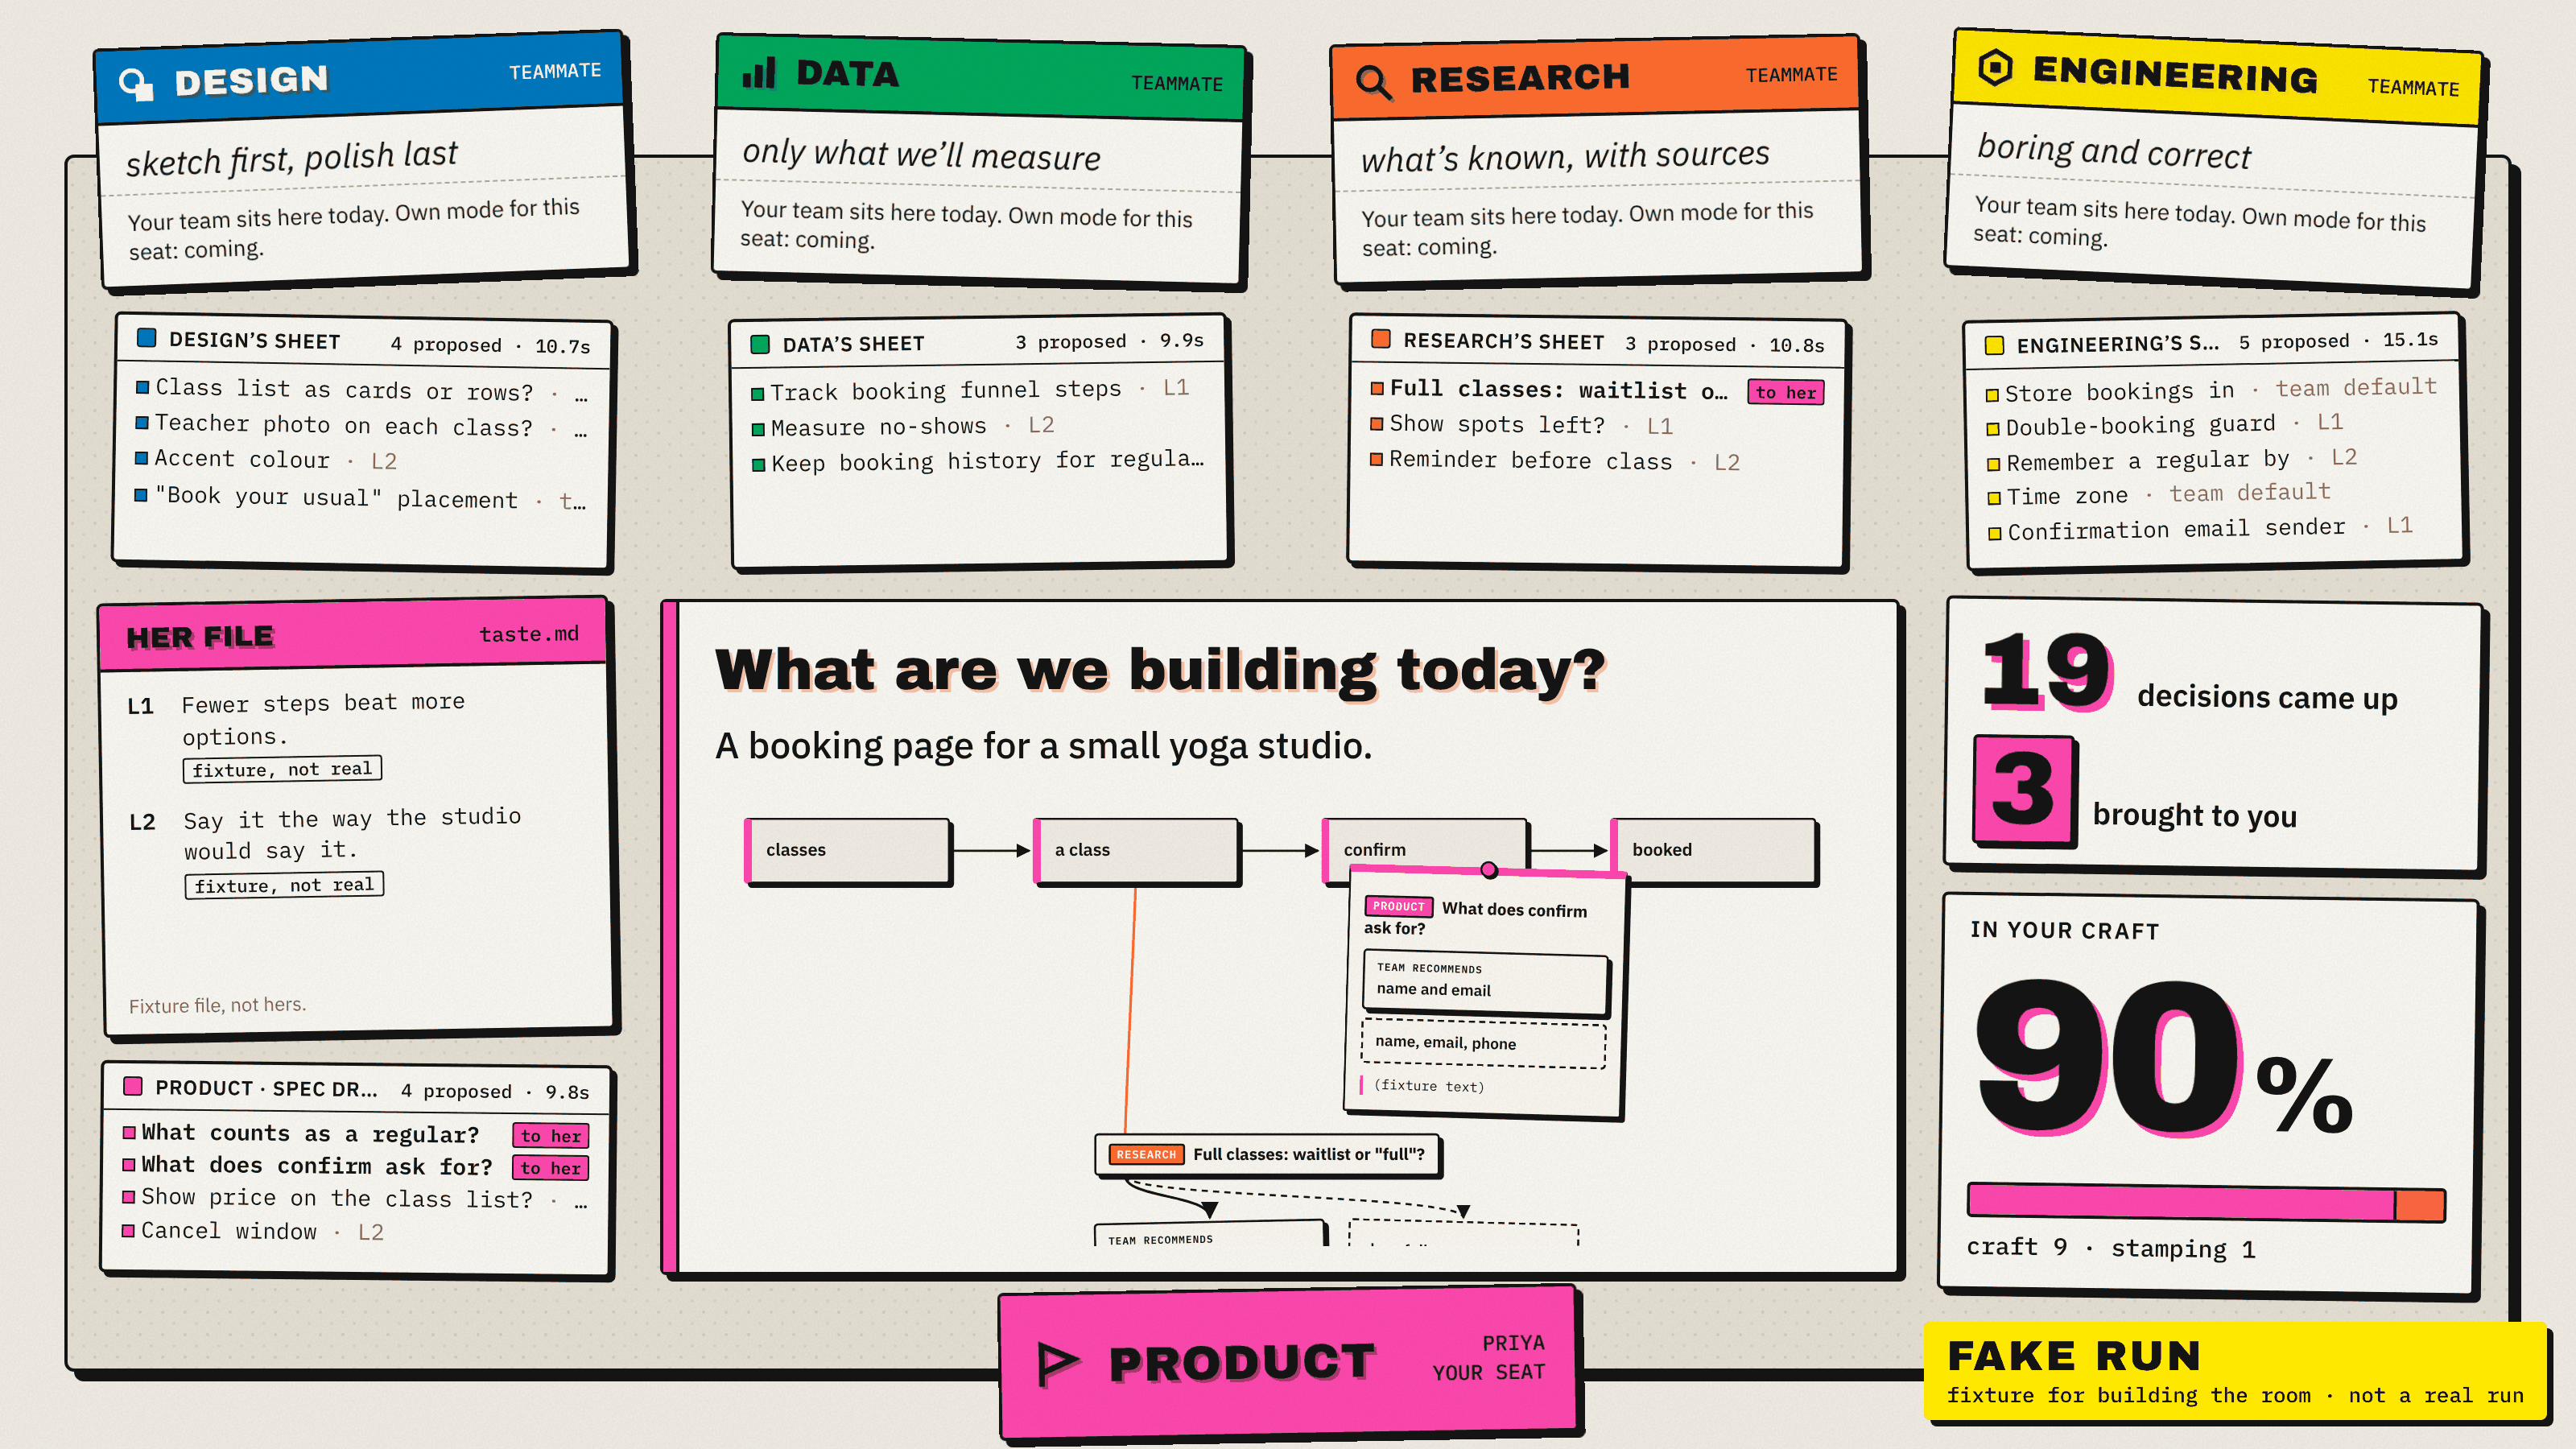 DESIGN
TEAMMATE
sketch first, polish last
Your team sits here today. Own mode for this
seat: coming.
DATA
TEAMMATE
only what we’ll measure
Your team sits here today. Own mode for this
seat: coming.
RESEARCH
TEAMMATE
what’s known, with sources
Your team sits here today. Own mode for this
seat: coming.
ENGINEERING
TEAMMATE
boring and correct
Your team sits here today. Own mode for this
seat: coming.
DESIGN’S SHEET 4 proposed · 10.7s
Class list as cards or rows? · …
Teacher photo on each class? · …
Accent colour · L2
"Book your usual" placement · t…
DATA’S SHEET 3 proposed · 9.9s
Track booking funnel steps · L1
Measure no-shows · L2
Keep booking history for regula…
RESEARCH’S SHEET 3 proposed · 10.8s
Full classes: waitlist o… to her
Show spots left? · L1
Reminder before class · L2
ENGINEERING’S S… 5 proposed · 15.1s
Store bookings in · team default
Double-booking guard · L1
Remember a regular by · L2
Time zone · team default
Confirmation email sender · L1
HER FILE taste.md
L1 Fewer steps beat more
options.
fixture, not real
L2 Say it the way the studio
would say it.
fixture, not real
Fixture file, not hers.
PRODUCT · SPEC DR… 4 proposed · 9.8s
What counts as a regular? to her
What does confirm ask for? to her
Show price on the class list? · …
Cancel window · L2
What are we building today?
A booking page for a small yoga studio.
classes
a class
confirm
booked
PRODUCT What does confirm
ask for?
TEAM RECOMMENDS
name and email
name, email, phone
(fixture text)
RESEARCH Full classes: waitlist or "full"?
TEAM RECOMMENDS
19 decisions came up
3 brought to you
IN YOUR CRAFT
90%
craft 9 · stamping 1
PRODUCT
PRIYA
YOUR SEAT
FAKE RUN
fixture for building the room · not a real run